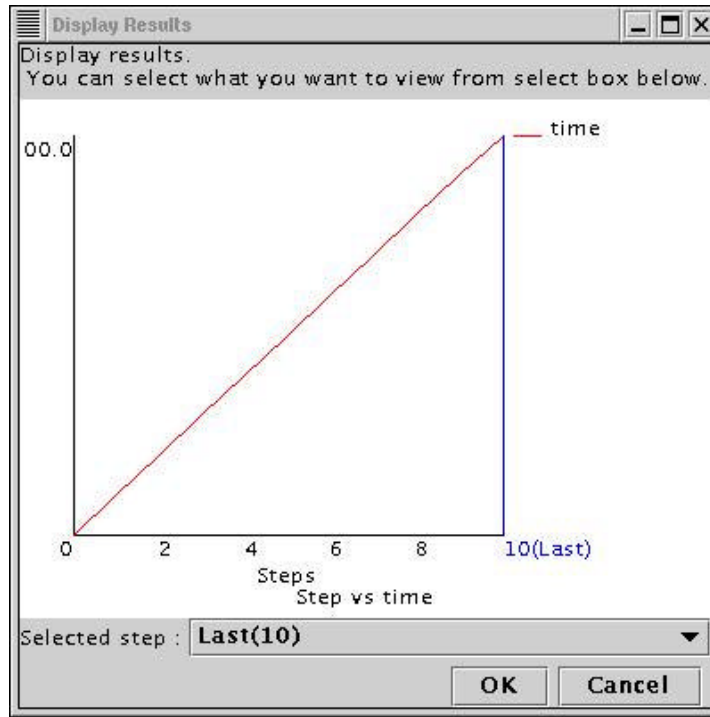 Display Results
Display results.
You can select what you want to view from select box below.
time
00.0
0 2 4 6 8 10(Last)
Steps
Step vs time
Selected step : Last(10)
OK Cancel